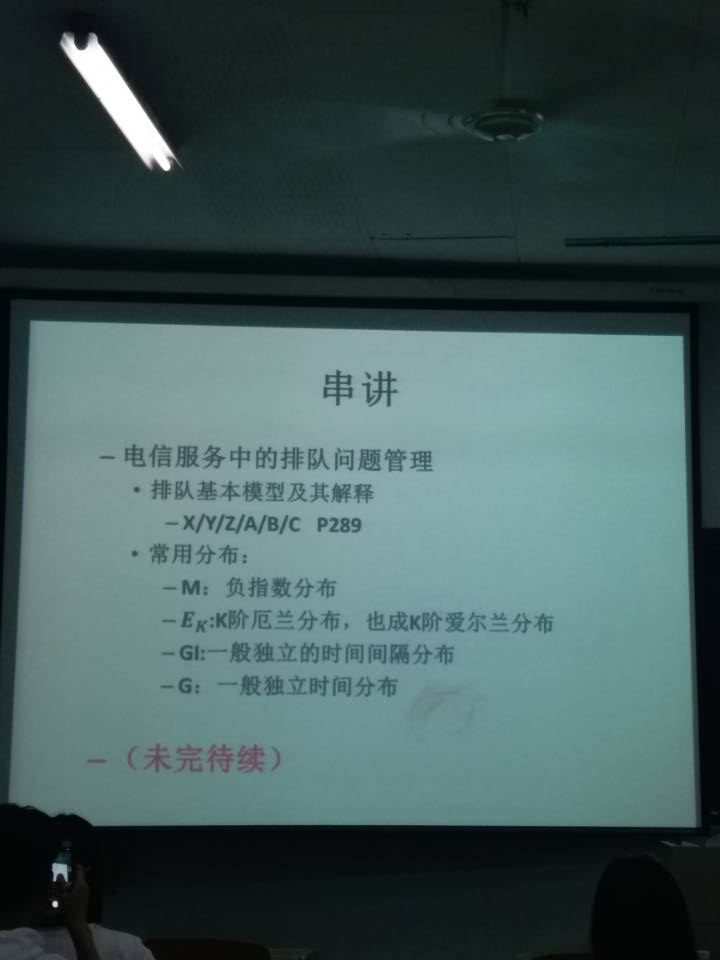 串讲
– 电信服务中的排队问题管理
• 排队基本模型及其解释
– X/Y/Z/A/B/C P289
• 常用分布：
– M： 负指数分布
– E_K:K阶厄兰分布，也成K阶爱尔兰分布
– GI:一般独立的时间间隔分布
– G： 一般独立时间分布
– （未完待续）